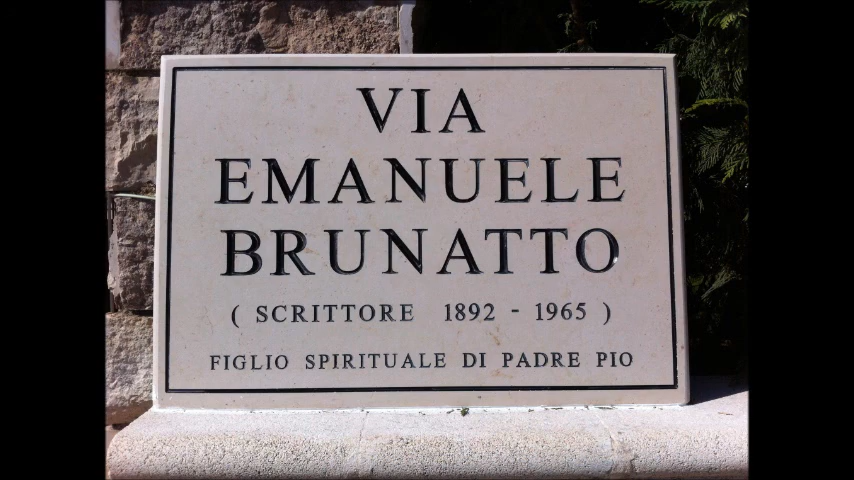 VIA
EMANUELE
BRUNATTO
( SCRITTORE 1892 - 1965 )
FIGLIO SPIRITUALE DI PADRE PIO